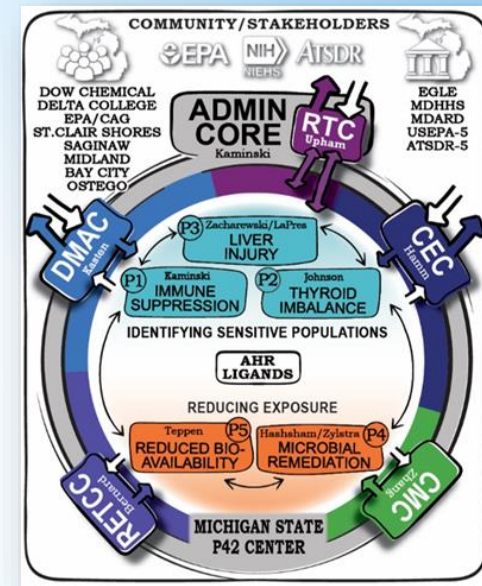 COMMUNITY/STAKEHOLDERS
EPA NIH ATSDR
NIEHS
DOW CHEMICAL
DELTA COLLEGE
EPA/CAG
ST.CLAIR SHORES
SAGINAW
MIDLAND
BAY CITY
OSTEGO
EGLE
MDHHS
MDARD
USEPA-5
ATSDR-5
ADMIN
CORE
Kaminski
RTC
Upham
DMAC
Kasten
CEC
Hamm
P3 Zacharewski/LaPres
LIVER
INJURY
P1 Kaminski
IMMUNE
SUPPRESSION
P2 Johnson
THYROID
IMBALANCE
IDENTIFYING SENSITIVE POPULATIONS
AHR
LIGANDS
REDUCING EXPOSURE
Teppen P5
REDUCED BIO-
AVAILABILITY
Hashsham/Zylstra P4
MICROBIAL
REMEDIATION
RETCC
Bernard
CMC
Zhang
MICHIGAN STATE
P42 CENTER